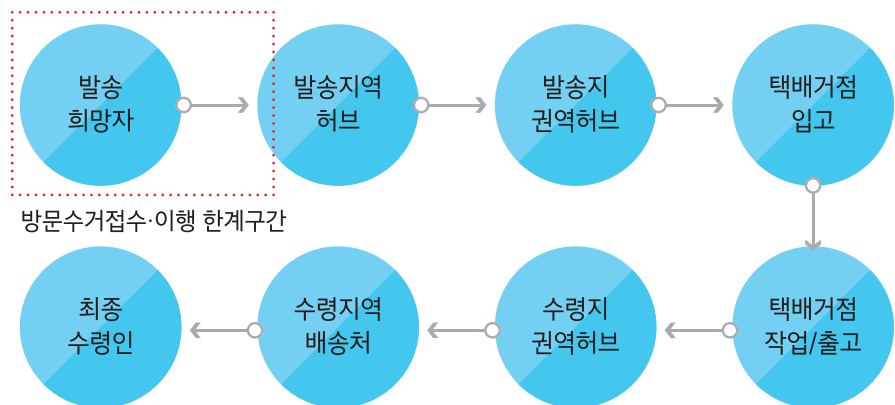 발송
희망자
발송지역
허브
발송지
권역허브
택배거점
입고
방문수거접수·이행 한계구간
최종
수령인
수령지역
배송처
수령지
권역허브
택배거점
작업/출고